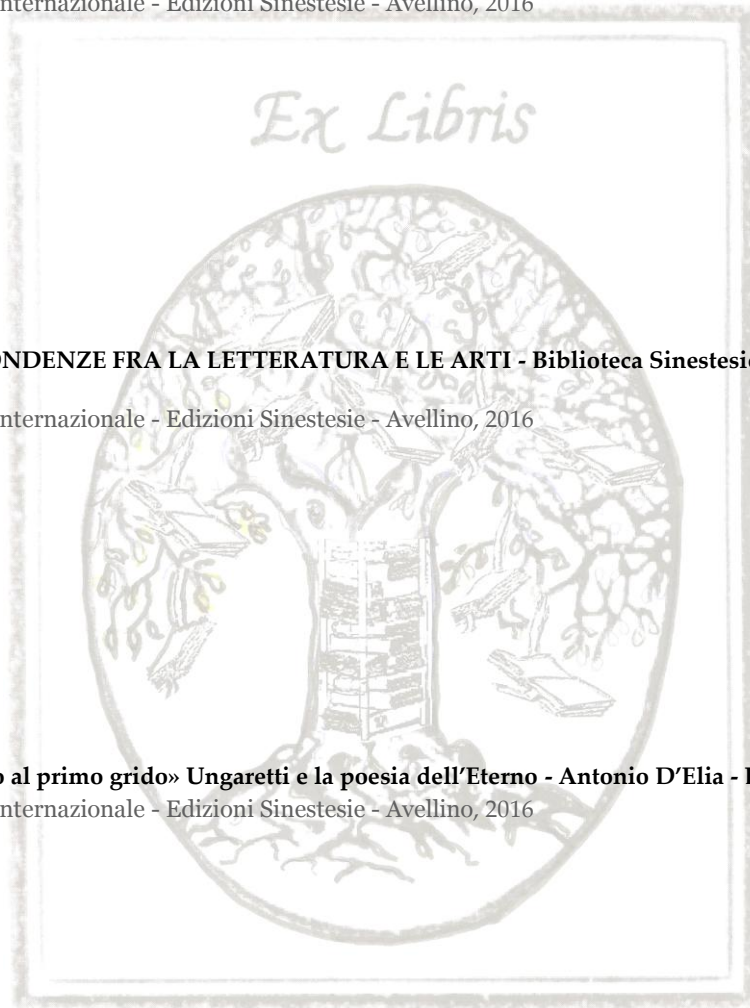 nternazionale - Edizioni Sinestesie - Avellino, 2016
Ex Libris
ONDENZE FRA LA LETTERATURA E LE ARTI - Biblioteca Sinestesi
nternazionale - Edizioni Sinestesie - Avellino, 2016
o al primo grido» Ungaretti e la poesia dell’Eterno - Antonio D’Elia -
nternazionale - Edizioni Sinestesie - Avellino, 2016